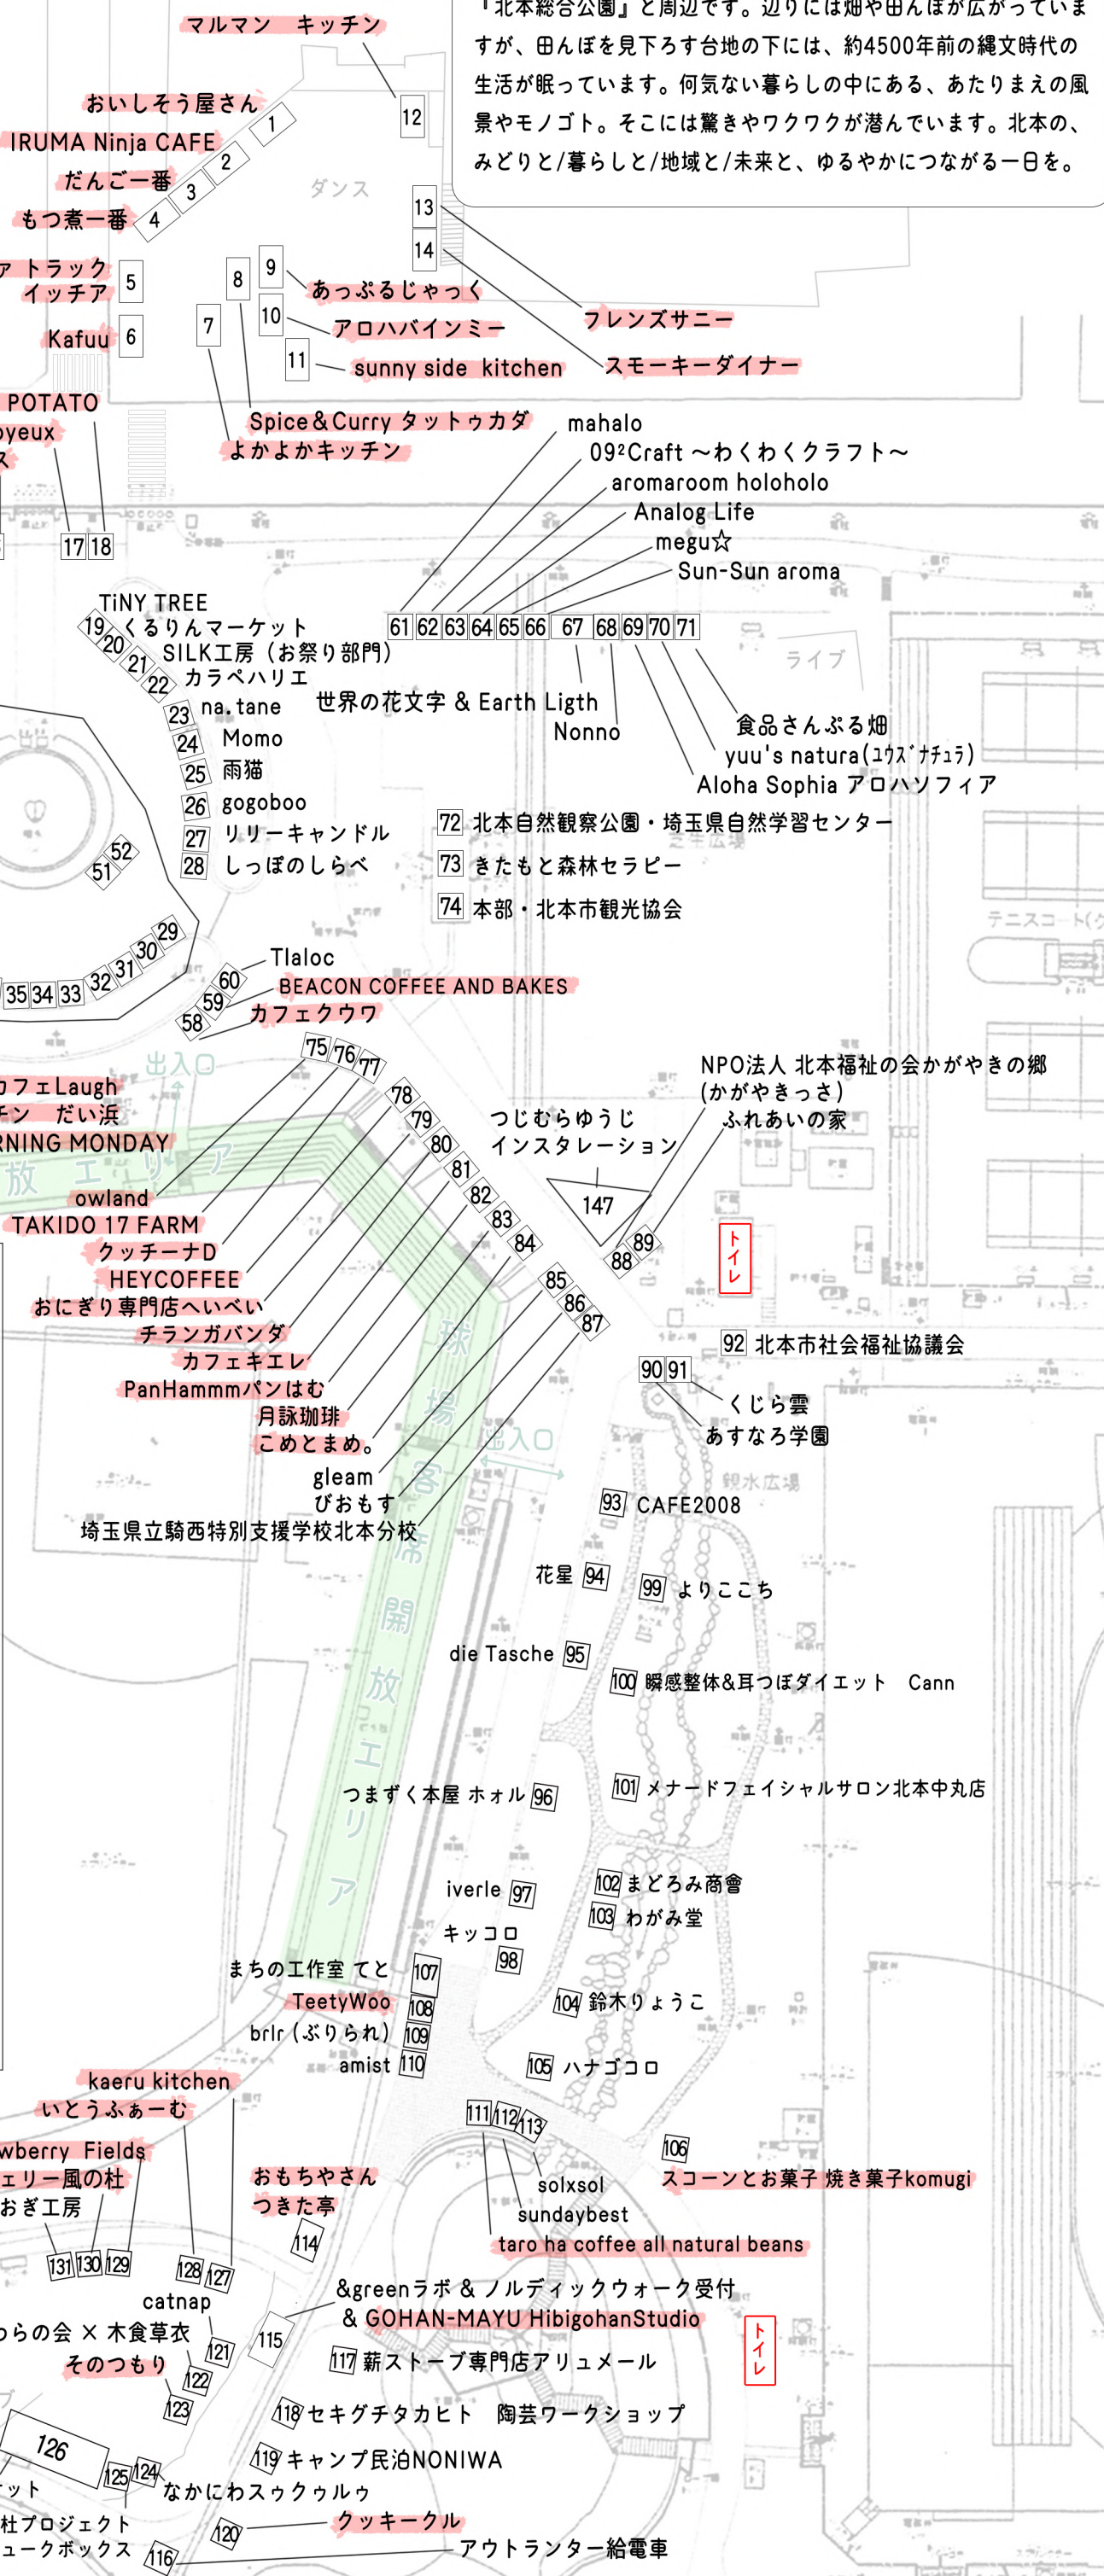 『北本総合公園』と周辺です。辺りには畑や田んぼが広がっていま
すが、田んぼを見下ろす台地の下には、約4500年前の縄文時代の
生活が眠っています。何気ない暮らしの中にある、あたりまえの風
景やモノゴト。そこには驚きやワクワクが潜んでいます。北本の、
みどりと/暮らしと/地域と/未来と、ゆるやかにつながる一日を。
マルマン キッチン
12
おいしそう屋さん
1
IRUMA Ninja CAFE
2
だんご一番
3
もつ煮一番
4
ダンス
13
14
トラック
イッチア
5
Kafuu
6
7
8
9
10
11
あっぷるじゃっく
アロハバインミー
sunny side kitchen
フレンズサニー
スモーキーダイナー
Spice&Curry タットゥカダ
よかよかキッチン
POTATO
oyeux
ス
17
18
mahalo
09²Craft ～わくわくクラフト～
aromaroom holoholo
Analog Life
megu☆
Sun-Sun aroma
61
62
63
64
65
66
67
68
69
70
71
ライブ
世界の花文字 & Earth Ligth
Nonno
食品さんぷる畑
yuu's natura(ﾕｳｽﾞﾅﾁｭﾗ)
Aloha Sophia アロハソフィア
TiNY TREE
19
くるりんマーケット
20
SILK工房（お祭り部門）
21
カラペハリエ
22
na.tane
23
Momo
24
雨猫
25
gogoboo
26
リリーキャンドル
27
しっぽのしらべ
28
72 北本自然観察公園・埼玉県自然学習センター
芝生広場
73 きたもと森林セラピー
74 本部・北本市観光協会
テニスコート(ク
52
51
29
30
31
32
33
34
35
60
59
58
Tlaloc
BEACON COFFEE AND BAKES
カフェクウワ
出入口
75
76
77
78
79
80
81
82
83
84
85
86
87
カフェLaugh
チン だい浜
RNING MONDAY
放エリア
owland
TAKIDO 17 FARM
クッチーナD
HEYCOFFEE
おにぎり専門店へいべい
チランガバンダ
カフェキエレ
PanHammmパンはむ
月詠珈琲
こめとまめ。
gleam
びおもす
埼玉県立騎西特別支援学校北本分校
球場客席開放エリア
出入口
つじむらゆうじ
インスタレーション
147
NPO法人 北本福祉の会かがやきの郷
(かがやきっさ)
ふれあいの家
88
89
トイレ
92 北本市社会福祉協議会
90
91
くじら雲
あすなろ学園
親水広場
93 CAFE2008
花星 94
99 よりここち
die Tasche 95
100 瞬感整体&耳つぼダイエット Cann
つまずく本屋 ホォル 96
101 メナードフェイシャルサロン北本中丸店
iverle 97
102 まどろみ商會
103 わがみ堂
キッコロ
98
まちの工作室 てと 107
TeetyWoo 108
brlr（ぶりられ） 109
amist 110
104 鈴木りょうこ
105 ハナゴコロ
111
112
113
106
スコーンとお菓子 焼き菓子komugi
solxsol
sundaybest
taro ha coffee all natural beans
kaeru kitchen
いとうふぁーむ
wberry Fields
ェリー風の杜
おぎ工房
131
130
129
128
127
おもちやさん
つきた亭
114
&greenラボ & ノルディックウォーク受付
& GOHAN-MAYU HibigohanStudio
115
catnap
わらの会 × 木食草衣
そのつもり
121
122
123
117 薪ストーブ専門店アリュメール
118 セキグチタカヒト 陶芸ワークショップ
119 キャンプ民泊NONIWA
トイレ
126
125
124
なかにわスゥクゥルゥ
ット
杜プロジェクト
ュークボックス
120
クッキークル
116
アウトランター給電車